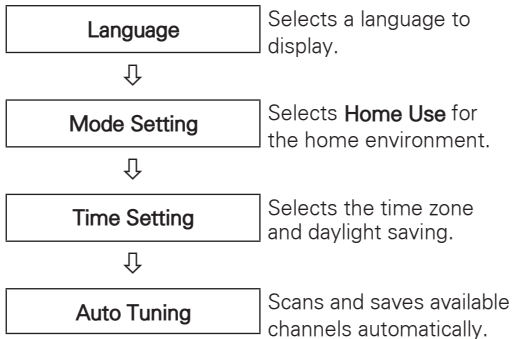 Language
Selects a language to
display.
⇩
Mode Setting
Selects Home Use for
the home environment.
⇩
Time Setting
Selects the time zone
and daylight saving.
⇩
Auto Tuning
Scans and saves available
channels automatically.